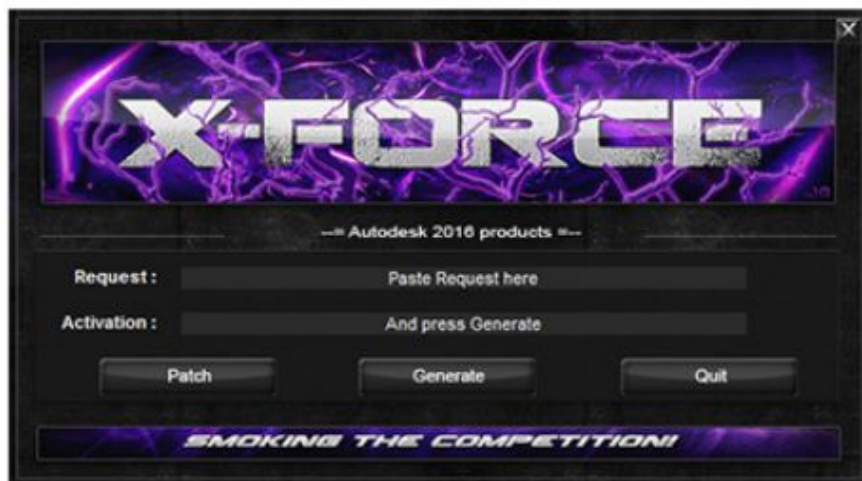 X-FORCE
--= Autodesk 2016 products =--
Request : Paste Request here
Activation : And press Generate
Patch Generate Quit
SMOKING THE COMPETITION!